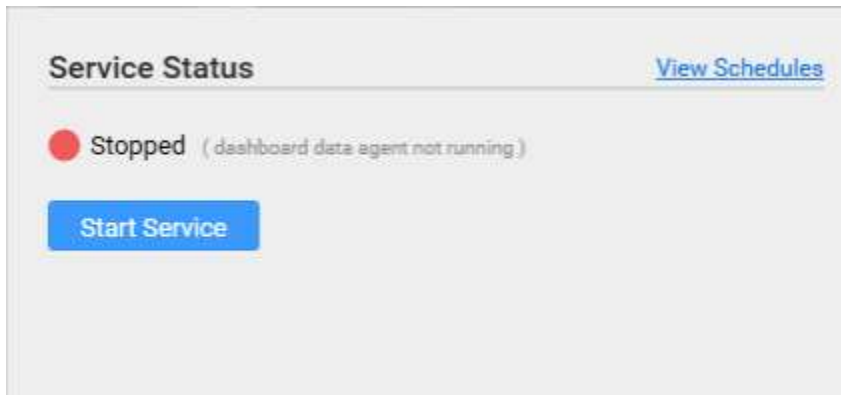 Service Status
View Schedules
Stopped ( dashboard data agent not running )
Start Service